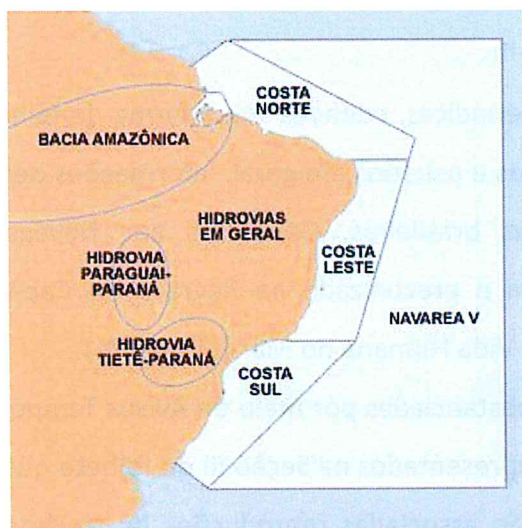 COSTA
NORTE
BACIA AMAZÔNICA
HIDROVIAS
EM GERAL
HIDROVIA
PARAGUAI-
PARANÁ
COSTA
LESTE
NAVAREA V
HIDROVIA
TIETÊ-PARANÁ
COSTA
SUL